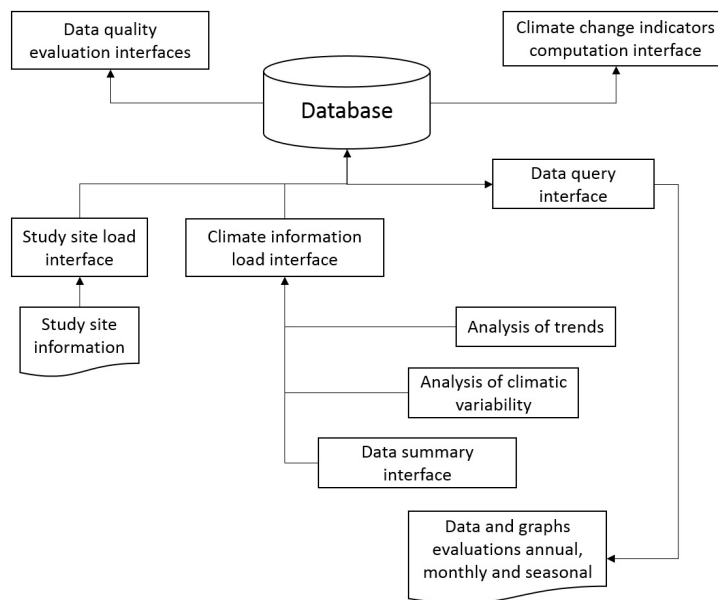 Data quality
evaluation interfaces
Climate change indicators
computation interface
Database
Data query
interface
Study site load
interface
Climate information
load interface
Study site
information
Analysis of trends
Analysis of climatic
variability
Data summary
interface
Data and graphs
evaluations annual,
monthly and seasonal